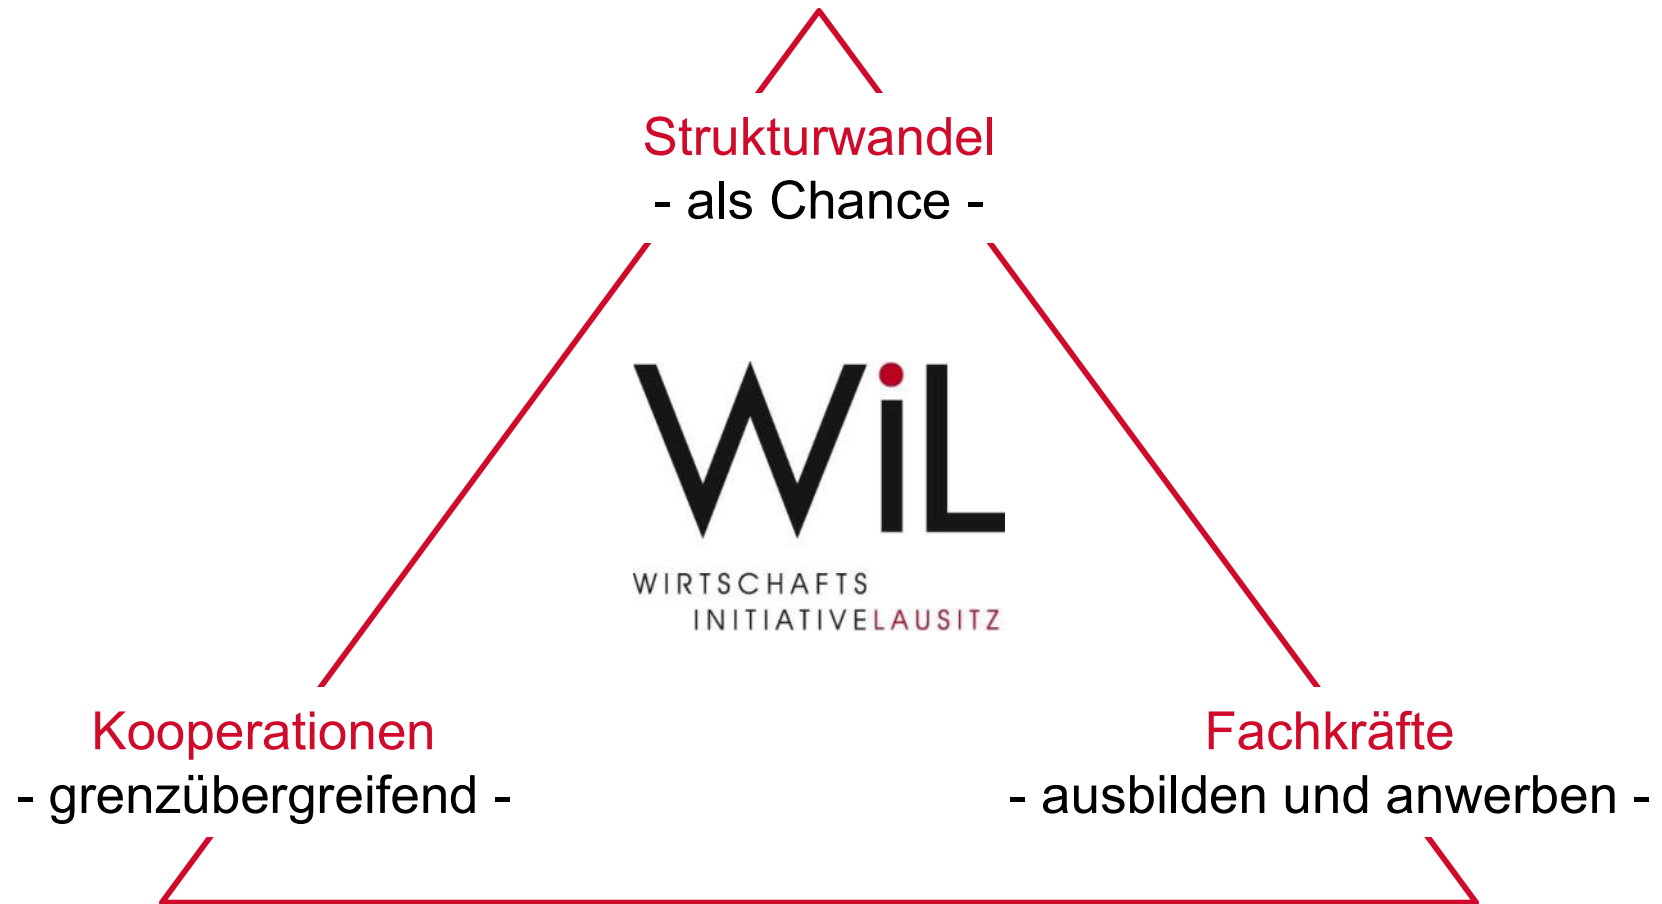 Strukturwandel
- als Chance -
WiL
WIRTSCHAFTS
INITIATIVELAUSITZ
Kooperationen
- grenzübergreifend -
Fachkräfte
- ausbilden und anwerben -